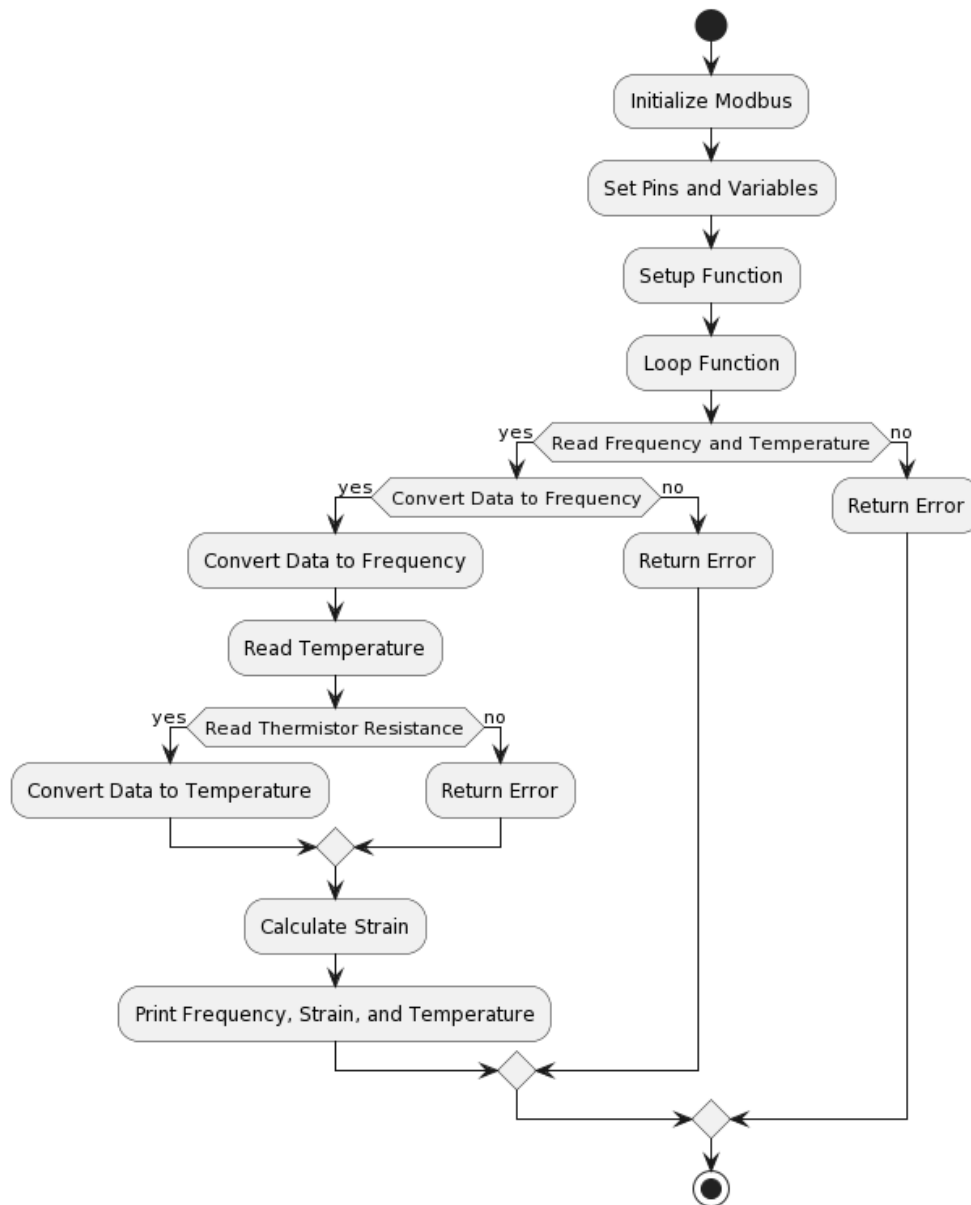 Initialize Modbus
Set Pins and Variables
Setup Function
Loop Function
yes
Read Frequency and Temperature
no
yes
Convert Data to Frequency
no
Return Error
Convert Data to Frequency
Return Error
Read Temperature
yes
Read Thermistor Resistance
no
Convert Data to Temperature
Return Error
Calculate Strain
Print Frequency, Strain, and Temperature